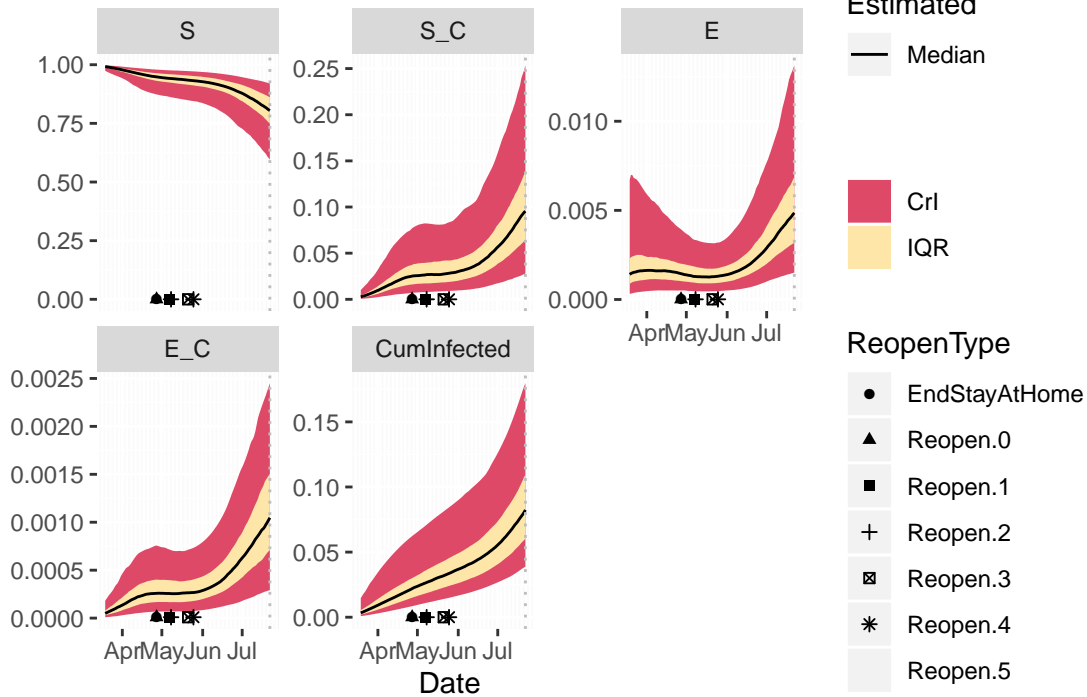 Estimated
S
S_C
E
Median
1.00
0.75
0.50
0.25
0.00
0.25
0.20
0.15
0.10
0.05
0.00
0.010
0.005
0.000
CrI
IQR
Apr May Jun Jul
E_C
CumInfected
ReopenType
0.0025
0.0020
0.0015
0.0010
0.0005
0.0000
0.15
0.10
0.05
0.00
EndStayAtHome
Reopen.0
Reopen.1
Reopen.2
Reopen.3
Reopen.4
Reopen.5
Apr May Jun Jul
Apr May Jun Jul
Date